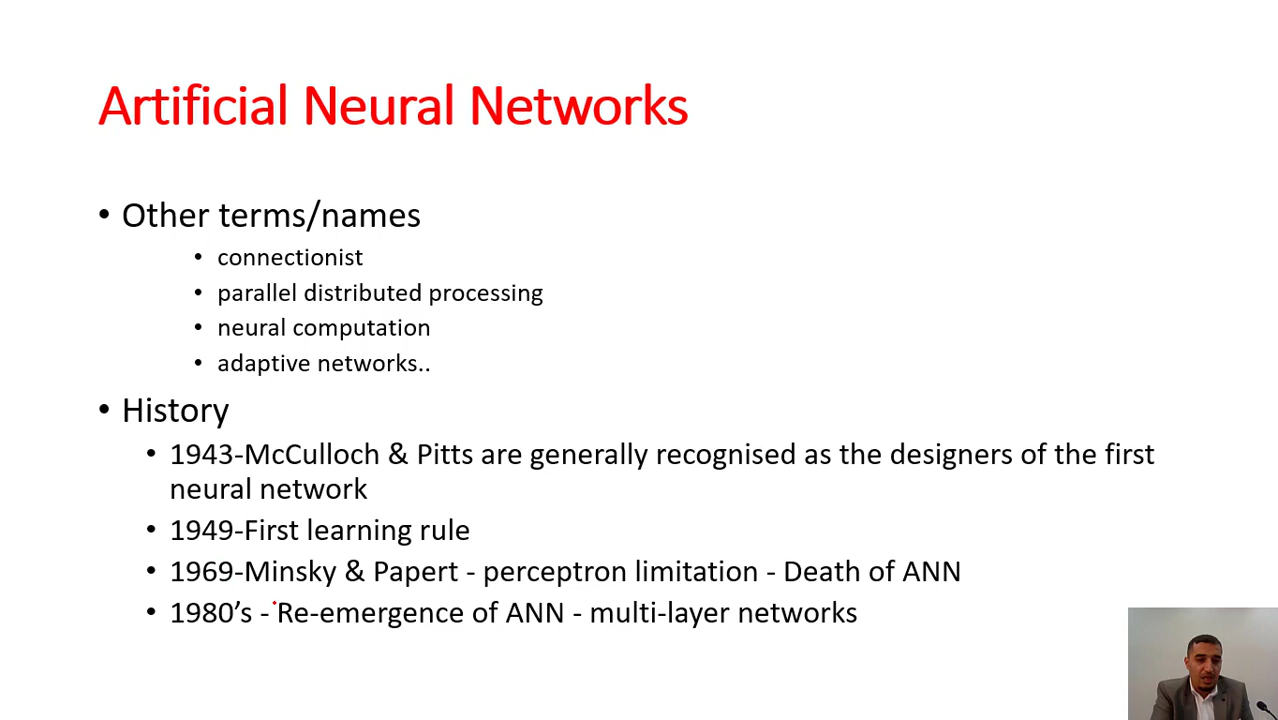 Artificial Neural Networks
• Other terms/names
• connectionist
• parallel distributed processing
• neural computation
• adaptive networks..
• History
• 1943-McCulloch & Pitts are generally recognised as the designers of the first
neural network
• 1949-First learning rule
• 1969-Minsky & Papert - perceptron limitation - Death of ANN
• 1980’s - Re-emergence of ANN - multi-layer networks